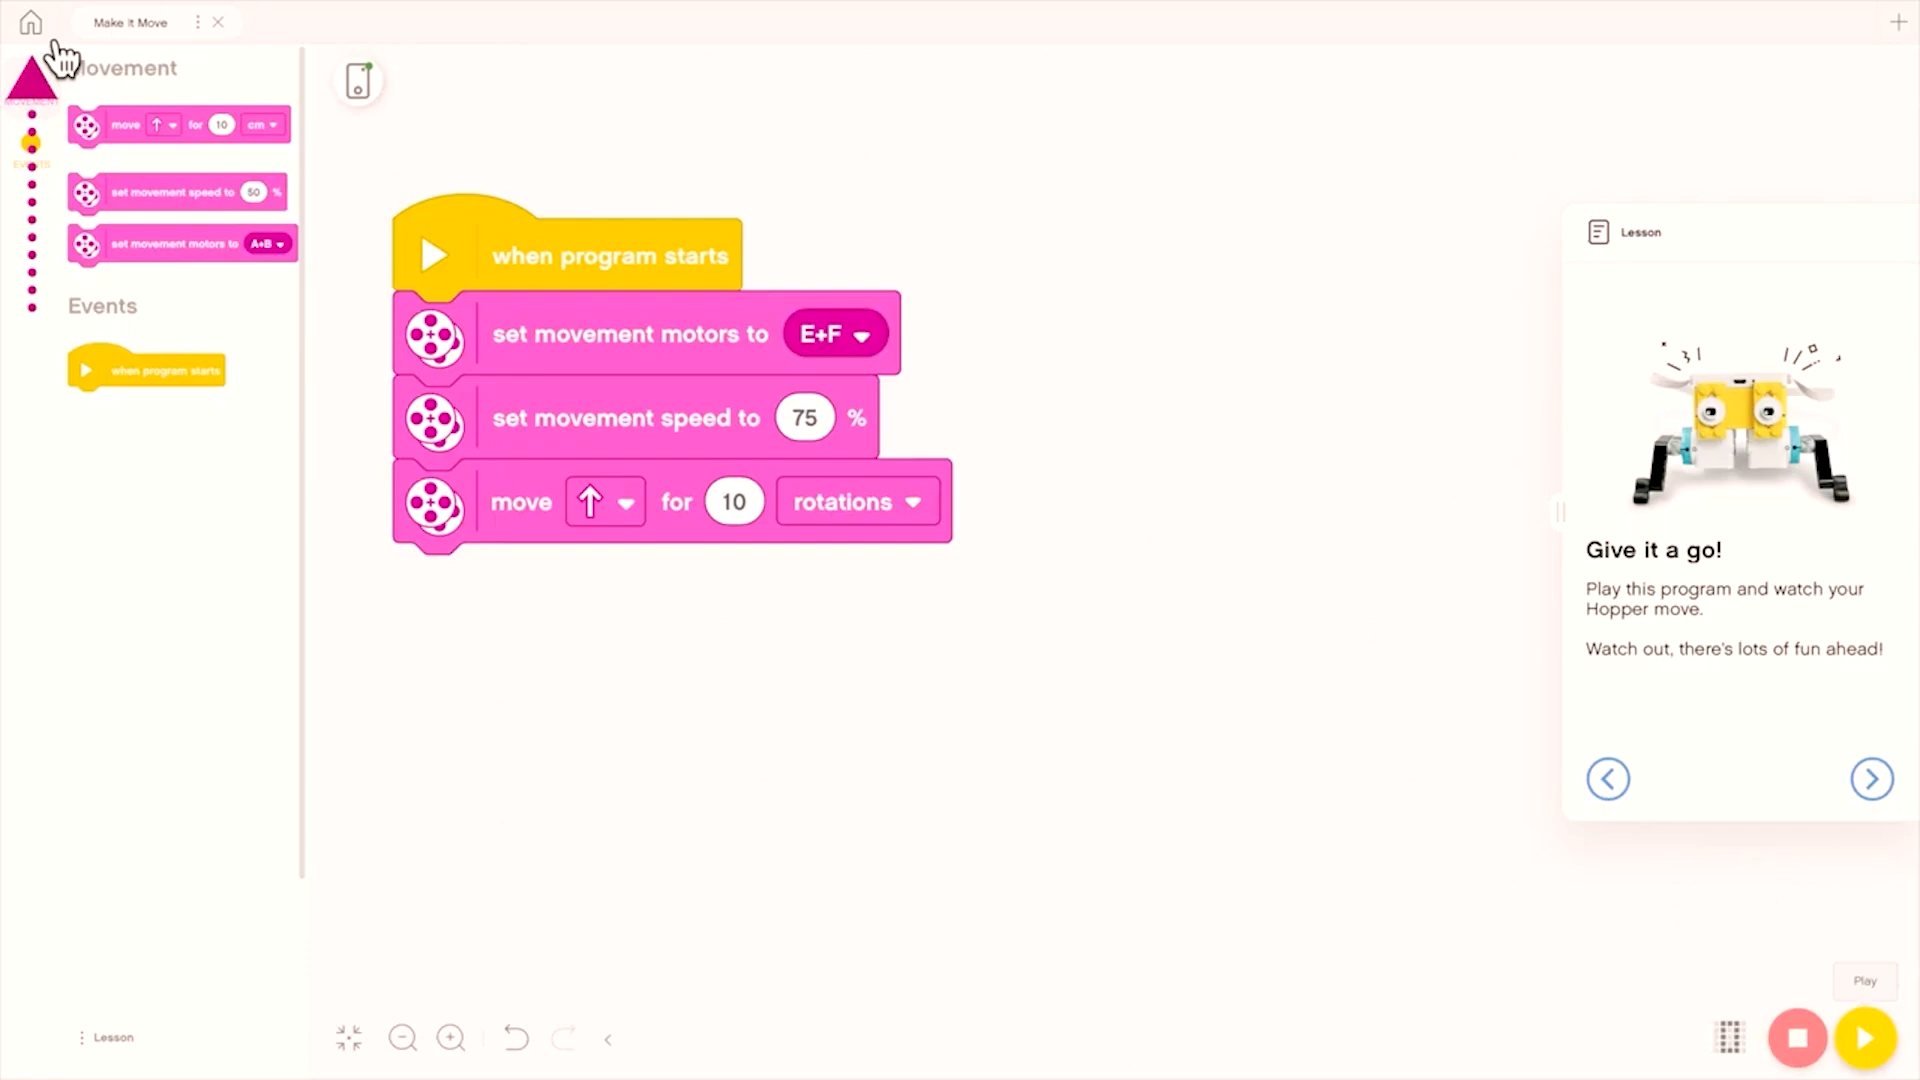 Make It Move
Movement
MOVEMENT
move for 10 cm
EVENTS
set movement speed to 50 %
set movement motors to A+B
Events
when program starts
when program starts
set movement motors to E+F
set movement speed to 75 %
move for 10 rotations
Lesson
Give it a go!
Play this program and watch your
Hopper move.
Watch out, there's lots of fun ahead!
Play
Lesson